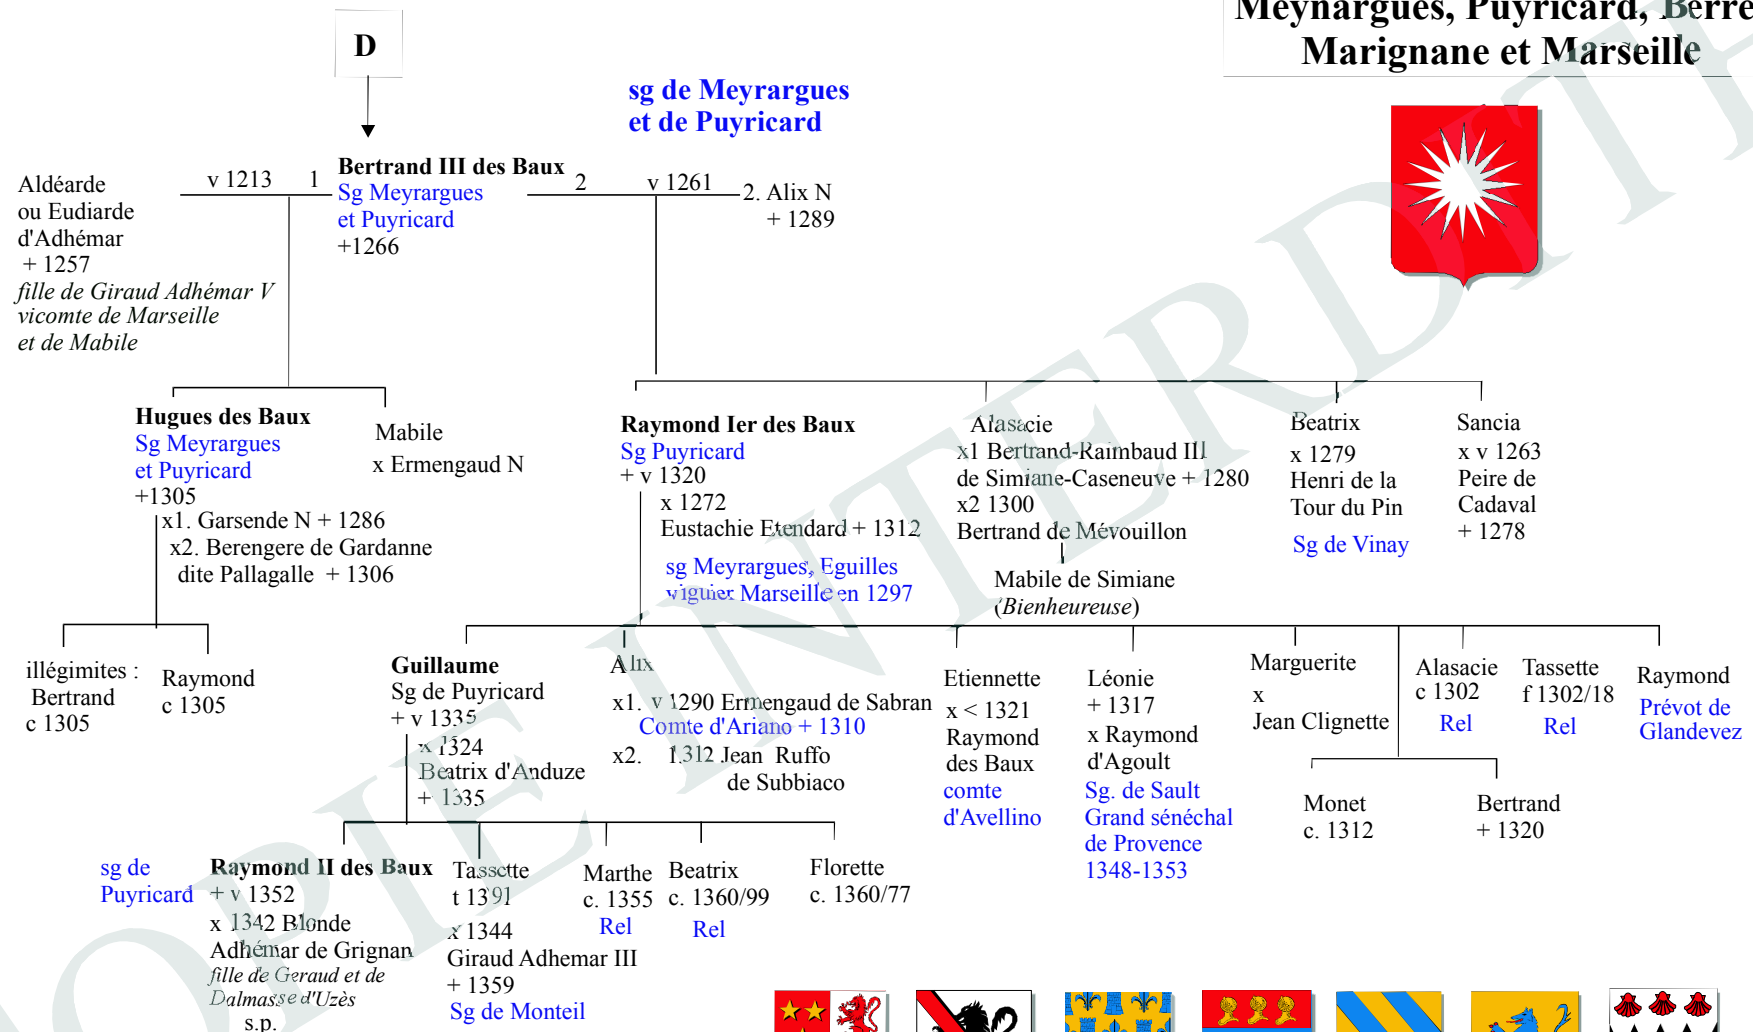 Meynargues, Puyricard, Berre
Marignane et Marseille
D
sg de Meyrargues
et de Puyricard
Aldéarde
ou Eudiarde
d'Adhémar
+ 1257
fille de Giraud Adhémar V
vicomte de Marseille
et de Mabile
v 1213
1
Bertrand III des Baux
Sg Meyrargues
et Puyricard
+1266
2
v 1261
2. Alix N
+ 1289
Hugues des Baux
Sg Meyrargues
et Puyricard
+1305
x1. Garsende N + 1286
x2. Berengere de Gardanne
dite Pallagalle + 1306
Mabile
x Ermengaud N
Raymond Ier des Baux
Sg Puyricard
+ v 1320
x 1272
Eustachie Etendard + 1312
sg Meyrargues, Eguilles
viguier Marseille en 1297
Alasacie
x1 Bertrand-Raimbaud III
de Simiane-Caseneuve + 1280
x2 1300
Bertrand de Mévouillon
Mabile de Simiane
(Bienheureuse)
Beatrix
x 1279
Henri de la
Tour du Pin
Sg de Vinay
Sancia
x v 1263
Peire de
Cadaval
+ 1278
illégimites :
Bertrand
c 1305
Raymond
c 1305
Guillaume
Sg de Puyricard
+ v 1335
x 1324
Beatrix d'Anduze
+ 1335
Alix
x1. v 1290 Ermengaud de Sabran
Comte d'Ariano + 1310
x2. 1312 Jean Ruffo
de Subbiaco
Etiennette
x < 1321
Raymond
des Baux
comte
d'Avellino
Léonie
+ 1317
x Raymond
d'Agoult
Sg. de Sault
Grand sénéchal
de Provence
1348-1353
Marguerite
x
Jean Clignette
Alasacie
c 1302
Rel
Tassette
f 1302/18
Rel
Raymond
Prévot de
Glandevez
Monet
c. 1312
Bertrand
+ 1320
sg de
Puyricard
Raymond II des Baux
+ v 1352
x 1342 Blonde
Adhémar de Grignan
fille de Geraud et de
Dalmasse d'Uzès
s.p.
Tassette
t 1391
x 1344
Giraud Adhemar III
+ 1359
Sg de Monteil
Marthe
c. 1355
Rel
Beatrix
c. 1360/99
Rel
Florette
c. 1360/77
OPIE INTERDITE